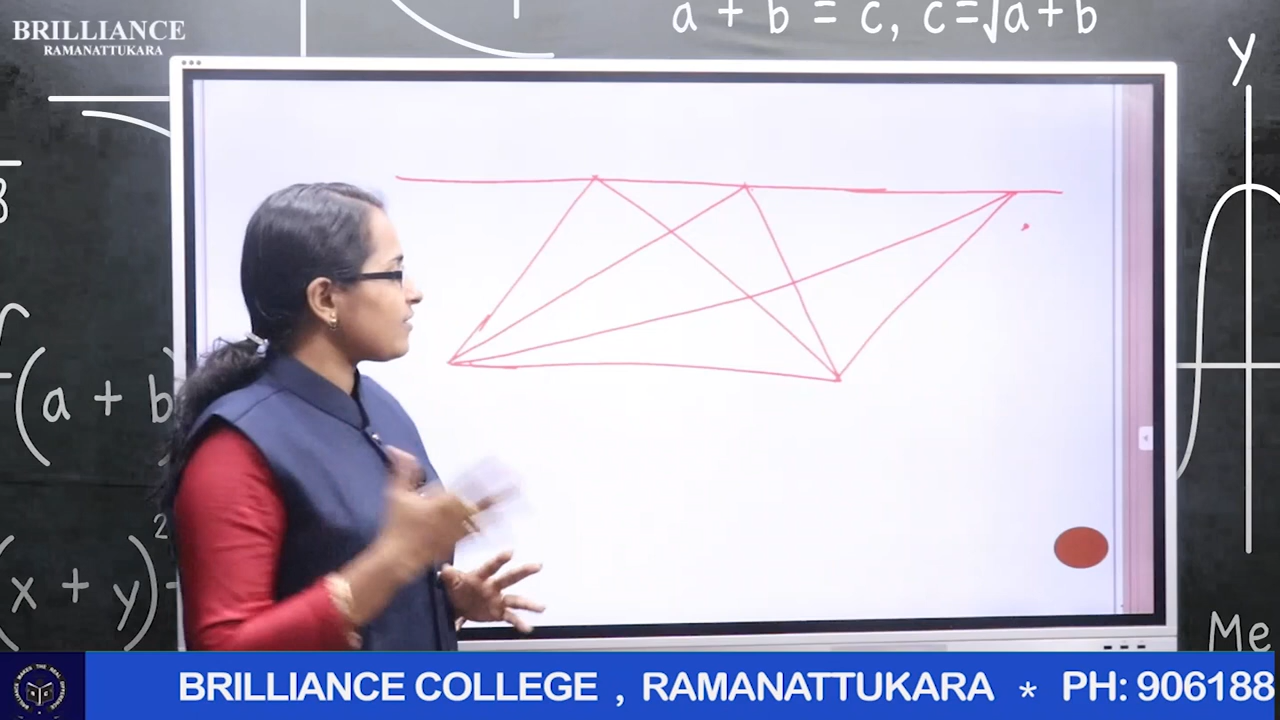 a + b = c, c=√a+b
BRILLIANCE
RAMANATTUKARA
y
(a + b
(x + y)²
Me
BRILLIANCE COLLEGE , RAMANATTUKARA * PH: 906188